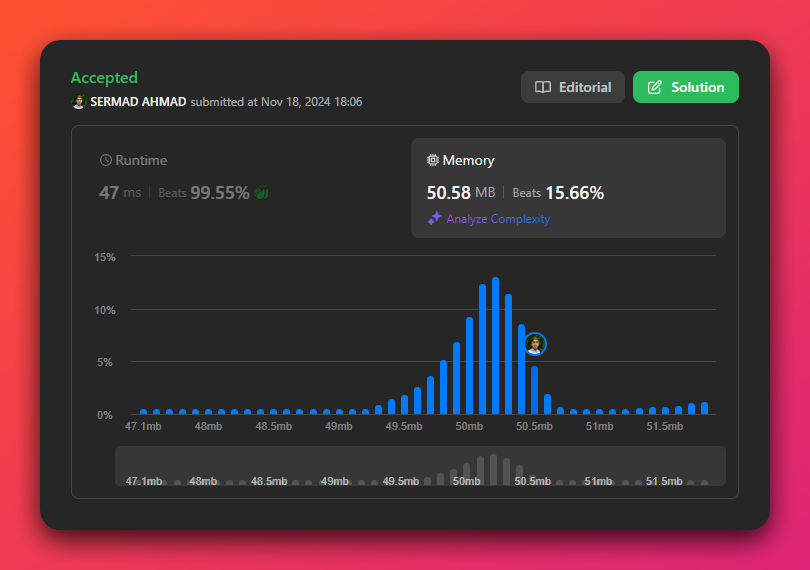 Accepted
SERMAD AHMAD submitted at Nov 18, 2024 18:06
Editorial
Solution
Runtime
47 ms | Beats 99.55%
Memory
50.58 MB | Beats 15.66%
Analyze Complexity
15%
10%
5%
0%
47.1mb 48mb 48.5mb 49mb 49.5mb 50mb 50.5mb 51mb 51.5mb
47.1mb 48mb 48.5mb 49mb 49.5mb 50mb 50.5mb 51mb 51.5mb